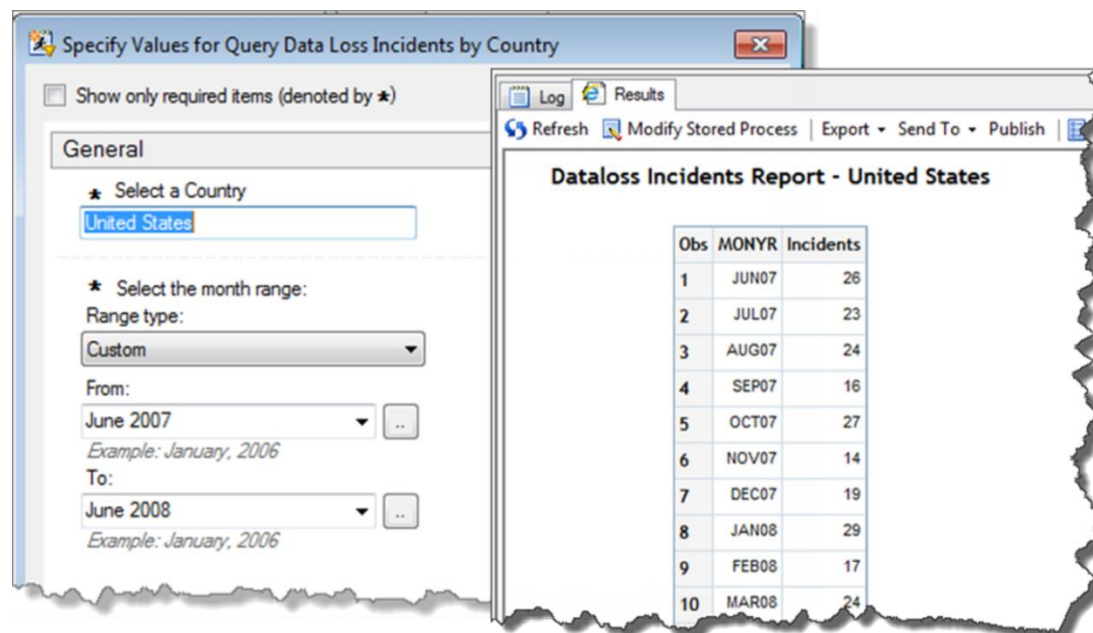 Specify Values for Query Data Loss Incidents by Country
Show only required items (denoted by *)
General
* Select a Country
United States
* Select the month range:
Range type:
Custom
From:
June 2007
..
Example: January, 2006
To:
June 2008
..
Example: January, 2006
Log Results
Refresh Modify Stored Process Export Send To Publish
Dataloss Incidents Report - United States
Obs MONYR Incidents
1 JUN07 26
2 JUL07 23
3 AUG07 24
4 SEP07 16
5 OCT07 27
6 NOV07 14
7 DEC07 19
8 JAN08 29
9 FEB08 17
10 MAR08 24